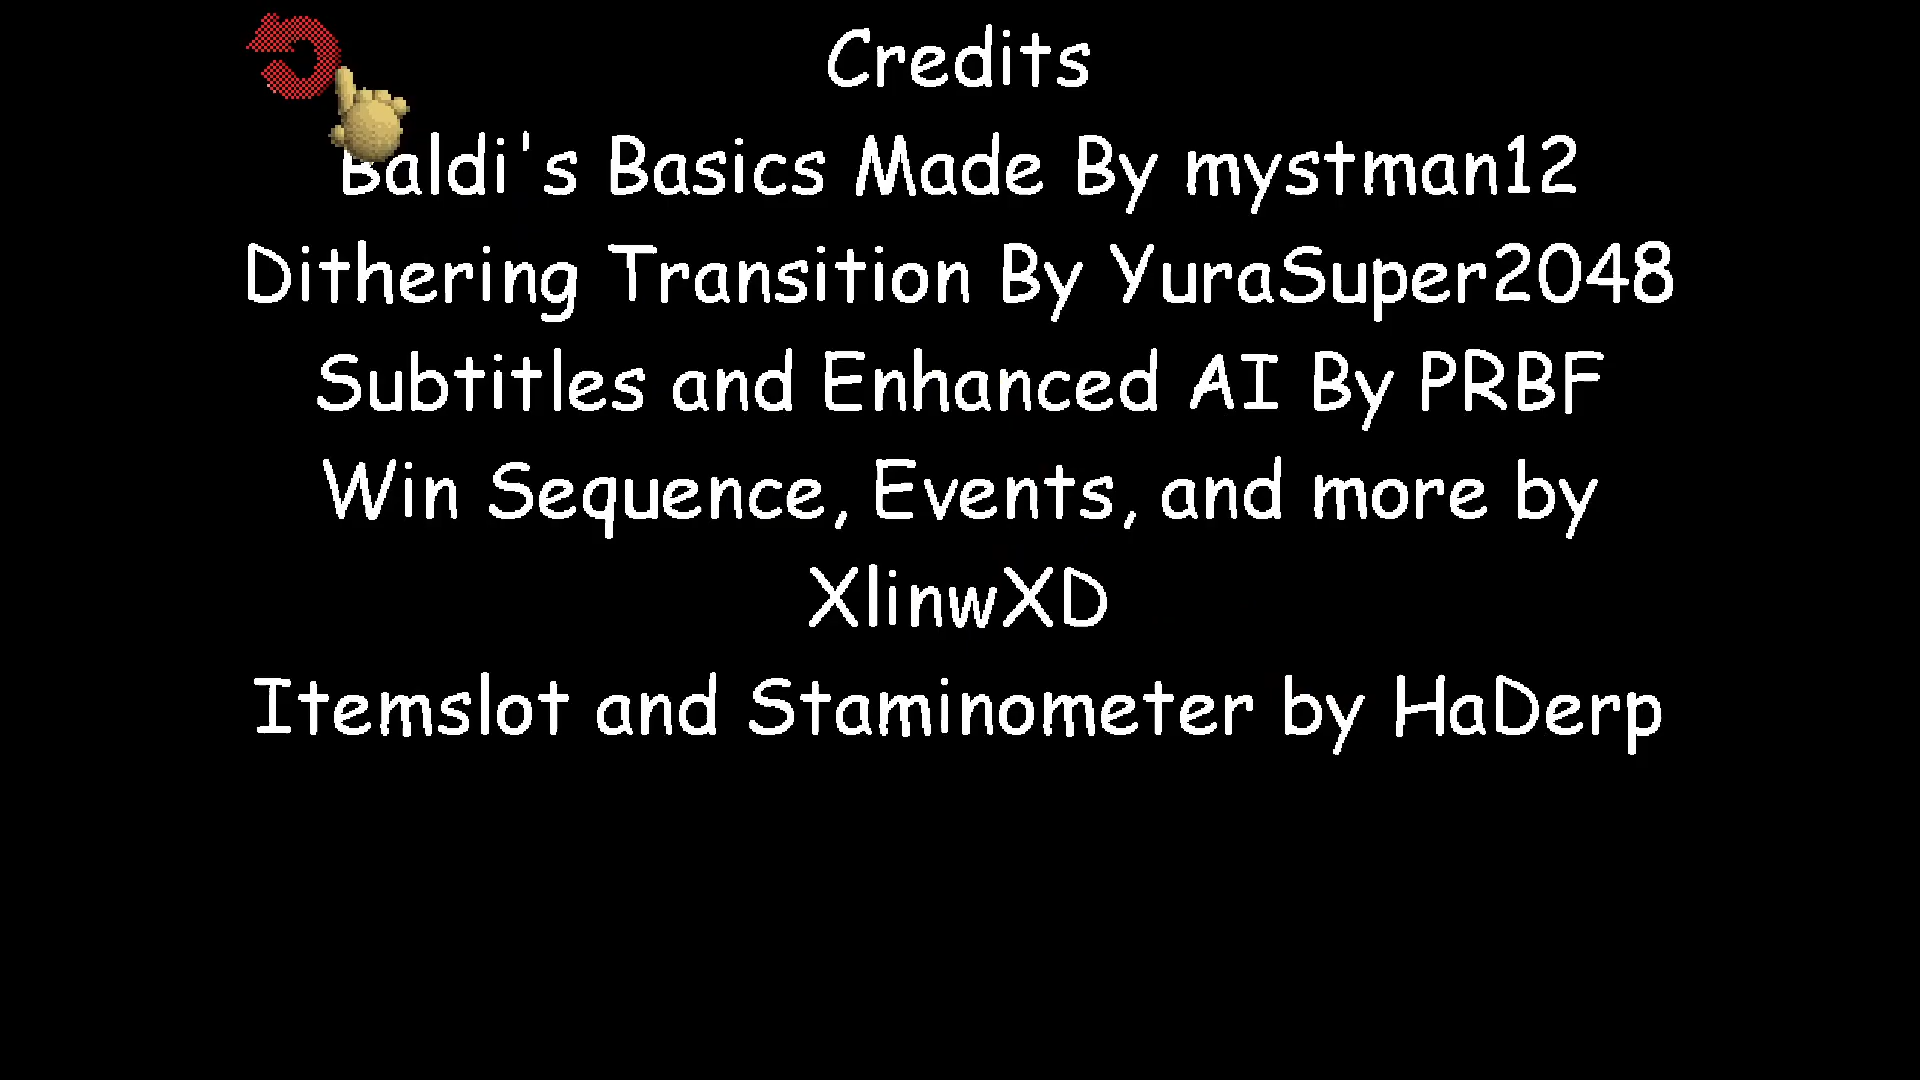 Credits
Baldi's Basics Made By mystman12
Dithering Transition By YuraSuper2048
Subtitles and Enhanced AI By PRBF
Win Sequence, Events, and more by
XlinwXD
Itemslot and Staminometer by HaDerp